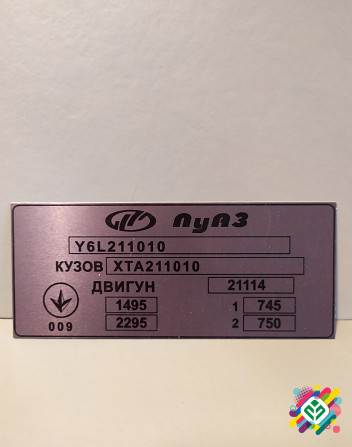 ЛуАЗ
Y6L211010
КУЗОВ XTA211010
ДВИГУН 21114
1495 1 745
009 2295 2 750